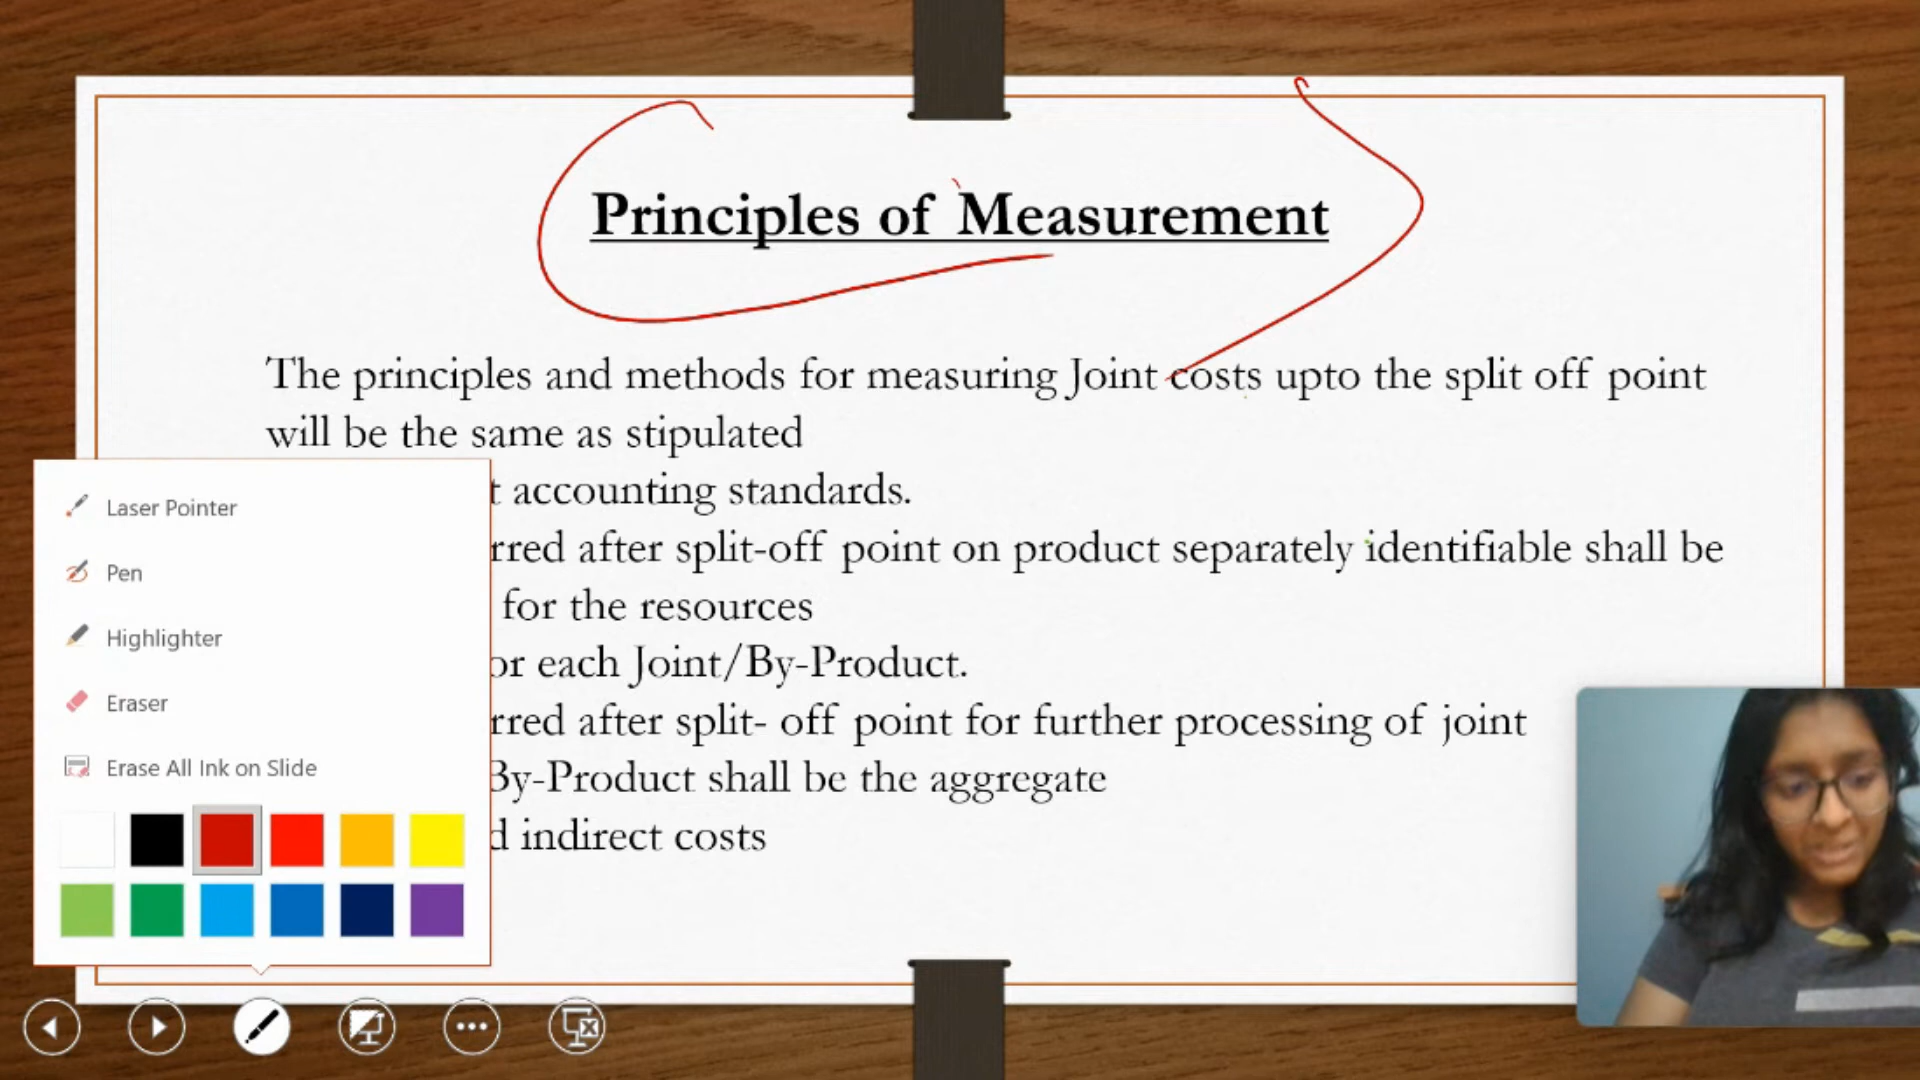 Principles of Measurement
The principles and methods for measuring Joint costs upto the split off point
will be the same as stipulated
accounting standards.
after split-off point on product separately identifiable shall be
for the resources
each Joint/By-Product.
after split- off point for further processing of joint
By-Product shall be the aggregate
indirect costs
Laser Pointer
Pen
Highlighter
Eraser
Erase All Ink on Slide